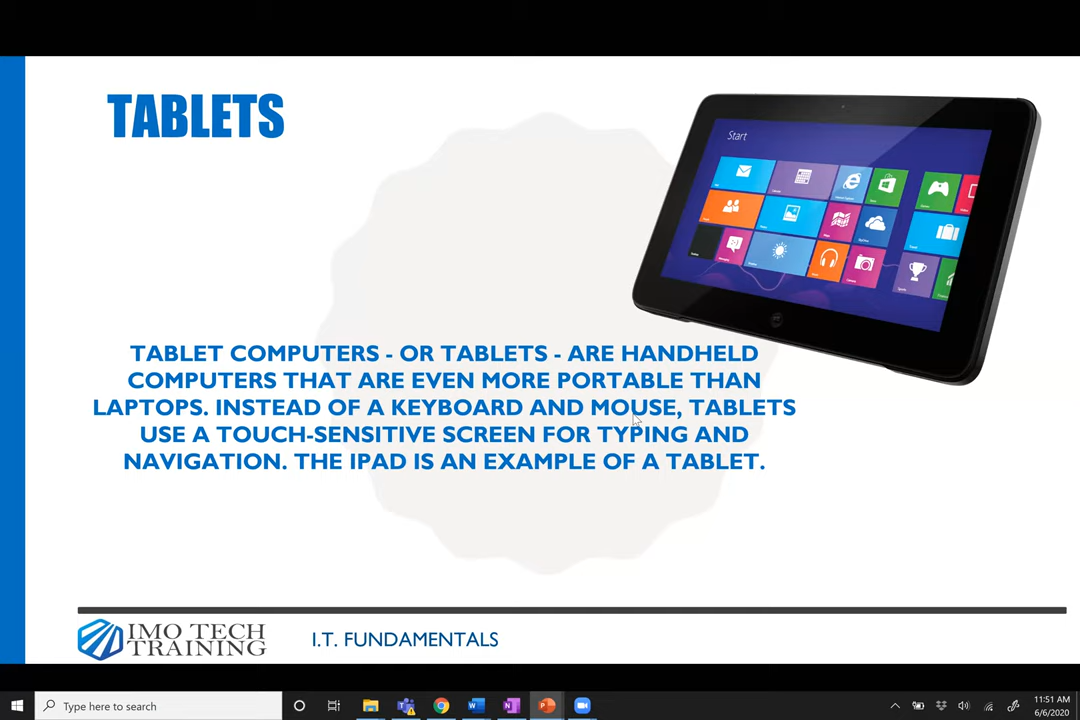 TABLETS
Start
TABLET COMPUTERS - OR TABLETS - ARE HANDHELD
COMPUTERS THAT ARE EVEN MORE PORTABLE THAN
LAPTOPS. INSTEAD OF A KEYBOARD AND MOUSE, TABLETS
USE A TOUCH-SENSITIVE SCREEN FOR TYPING AND
NAVIGATION. THE IPAD IS AN EXAMPLE OF A TABLET.
IMO TECH
TRAINING
I.T. FUNDAMENTALS
Type here to search
11:51 AM
6/6/2020